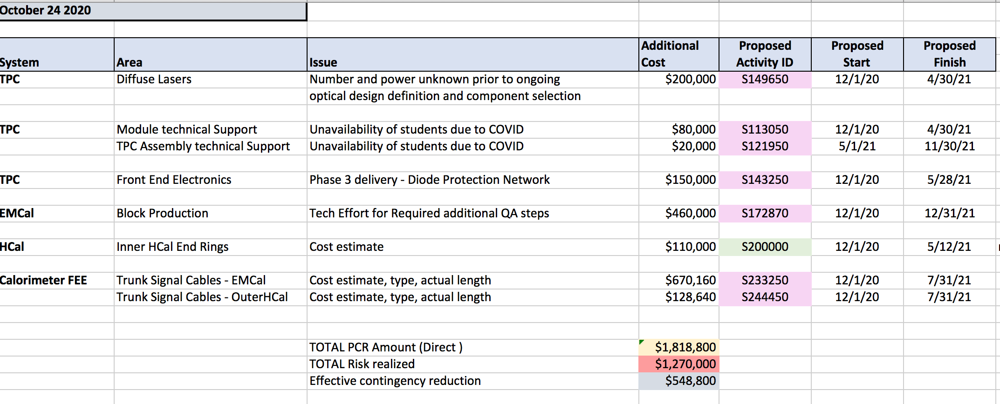 October 24 2020
Additional Proposed Proposed Proposed
System Area Issue Cost Activity ID Start Finish
TPC Diffuse Lasers Number and power unknown prior to ongoing $200,000 S149650 12/1/20 4/30/21
optical design definition and component selection
TPC Module technical Support Unavailability of students due to COVID $80,000 S113050 12/1/20 4/30/21
TPC Assembly technical Support Unavailability of students due to COVID $20,000 S121950 5/1/21 11/30/21
TPC Front End Electronics Phase 3 delivery - Diode Protection Network $150,000 S143250 12/1/20 5/28/21
EMCal Block Production Tech Effort for Required additional QA steps $460,000 S172870 12/1/20 12/31/21
HCal Inner HCal End Rings Cost estimate $110,000 S200000 12/1/20 5/12/21
Calorimeter FEE Trunk Signal Cables - EMCal Cost estimate, type, actual length $670,160 S233250 12/1/20 7/31/21
Trunk Signal Cables - OuterHCal Cost estimate, type, actual length $128,640 S244450 12/1/20 7/31/21
TOTAL PCR Amount (Direct ) $1,818,800
TOTAL Risk realized $1,270,000
Effective contingency reduction $548,800